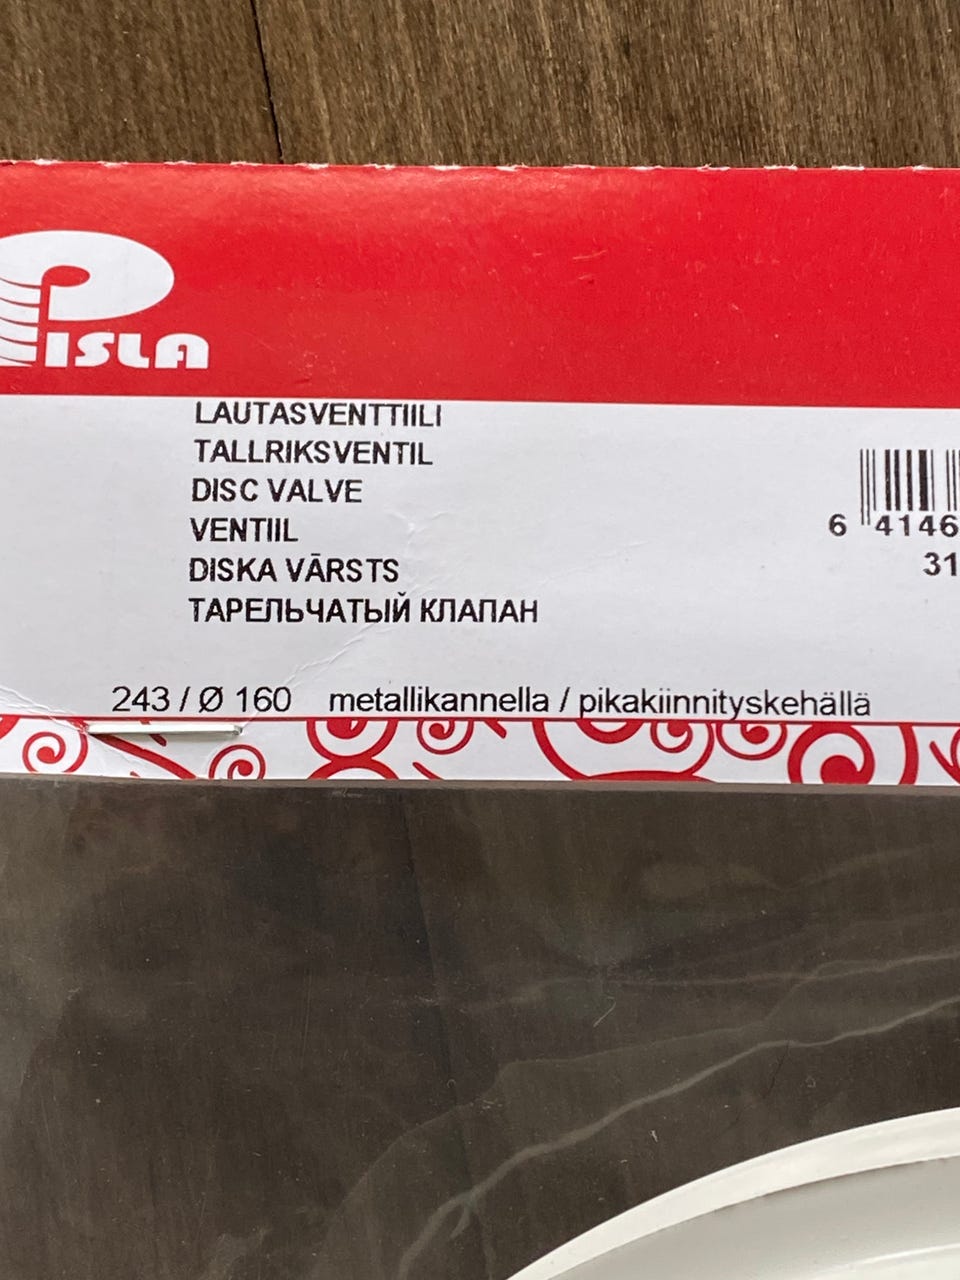 PISLA
LAUTASVENTTIILI
TALLRIKSVENTIL
DISC VALVE
VENTIIL
DISKA VĀRSTS
ТАРЕЛЬЧАТЫЙ КЛАПАН
6 4146
31
243 / Ø 160 metallikannella / pikakiinnityskehällä